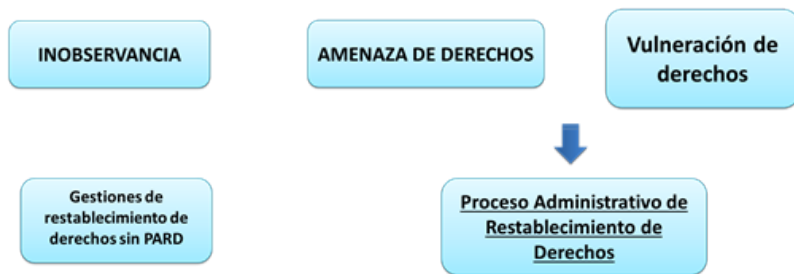 INOBSERVANCIA
AMENAZA DE DERECHOS
Vulneración de
derechos
Gestiones de
restablecimiento de
derechos sin PARD
Proceso Administrativo de
Restablecimiento de
Derechos